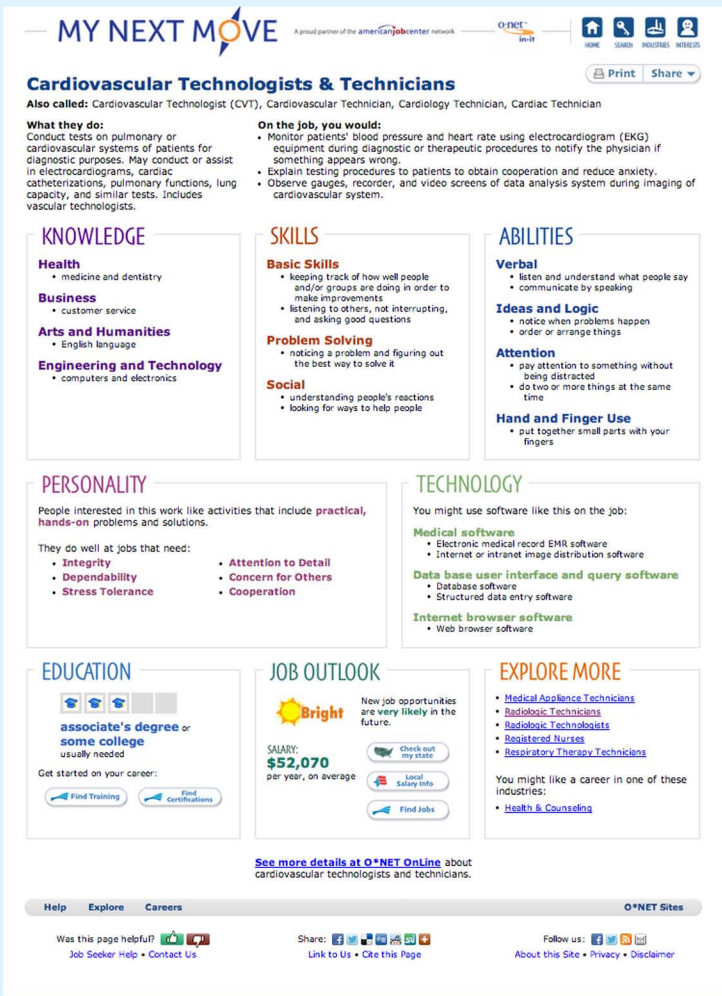 MY NEXT MOVE
A proud partner of the americanjobcenter network
o*net
in-it
HOME
SEARCH
INDUSTRIES
INTERESTS
Print
Share
Cardiovascular Technologists & Technicians
Also called: Cardiovascular Technologist (CVT), Cardiovascular Technician, Cardiology Technician, Cardiac Technician
What they do:
Conduct tests on pulmonary or
cardiovascular systems of patients for
diagnostic purposes. May conduct or assist
in electrocardiograms, cardiac
catheterizations, pulmonary functions, lung
capacity, and similar tests. Includes
vascular technologists.
On the job, you would:
• Monitor patients' blood pressure and heart rate using electrocardiogram (EKG)
equipment during diagnostic or therapeutic procedures to notify the physician if
something appears wrong.
• Explain testing procedures to patients to obtain cooperation and reduce anxiety.
• Observe gauges, recorder, and video screens of data analysis system during imaging of
cardiovascular system.
KNOWLEDGE
Health
• medicine and dentistry
Business
• customer service
Arts and Humanities
• English language
Engineering and Technology
• computers and electronics
SKILLS
Basic Skills
• keeping track of how well people
and/or groups are doing in order to
make improvements
• listening to others, not interrupting,
and asking good questions
Problem Solving
• noticing a problem and figuring out
the best way to solve it
Social
• understanding people's reactions
• looking for ways to help people
ABILITIES
Verbal
• listen and understand what people say
• communicate by speaking
Ideas and Logic
• notice when problems happen
• order or arrange things
Attention
• pay attention to something without
being distracted
• do two or more things at the same
time
Hand and Finger Use
• put together small parts with your
fingers
PERSONALITY
People interested in this work like activities that include practical,
hands-on problems and solutions.
They do well at jobs that need:
• Integrity
• Dependability
• Stress Tolerance
• Attention to Detail
• Concern for Others
• Cooperation
TECHNOLOGY
You might use software like this on the job:
Medical software
• Electronic medical record EMR software
• Internet or intranet image distribution software
Data base user interface and query software
• Database software
• Structured data entry software
Internet browser software
• Web browser software
EDUCATION
associate's degree or
some college
usually needed
Get started on your career:
Find Training
Find
Certifications
JOB OUTLOOK
Bright
New job opportunities
are very likely in the
future.
SALARY:
$52,070
per year, on average
Check out
my state
Local
Salary Info
Find Jobs
EXPLORE MORE
• Medical Appliance Technicians
• Radiologic Technicians
• Radiologic Technologists
• Registered Nurses
• Respiratory Therapy Technicians
You might like a career in one of these
industries:
• Health & Counseling
See more details at O*NET OnLine about
cardiovascular technologists and technicians.
Help
Explore
Careers
O*NET Sites
Was this page helpful?
Job Seeker Help • Contact Us
Share:
Link to Us • Cite this Page
Follow us:
About this Site • Privacy • Disclaimer